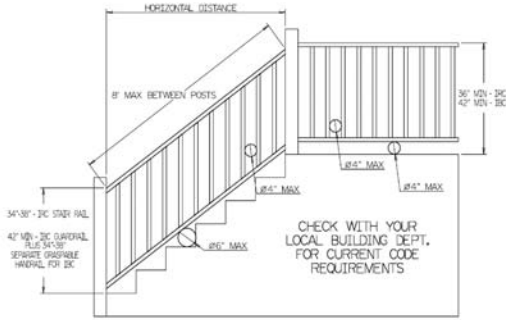 HORIZONTAL DISTANCE
8' MAX BETWEEN POSTS
36" MIN - IRC
42" MIN - IBC
Ø4" MAX
Ø4" MAX
Ø4" MAX
34"-38" - IRC STAIR RAIL
42" MIN - IBC GUARDRAIL
PLUS 34"-38"
SEPARATE GRASPABLE
HANDRAIL FOR IBC
Ø6" MAX
CHECK WITH YOUR
LOCAL BUILDING DEPT.
FOR CURRENT CODE
REQUIREMENTS